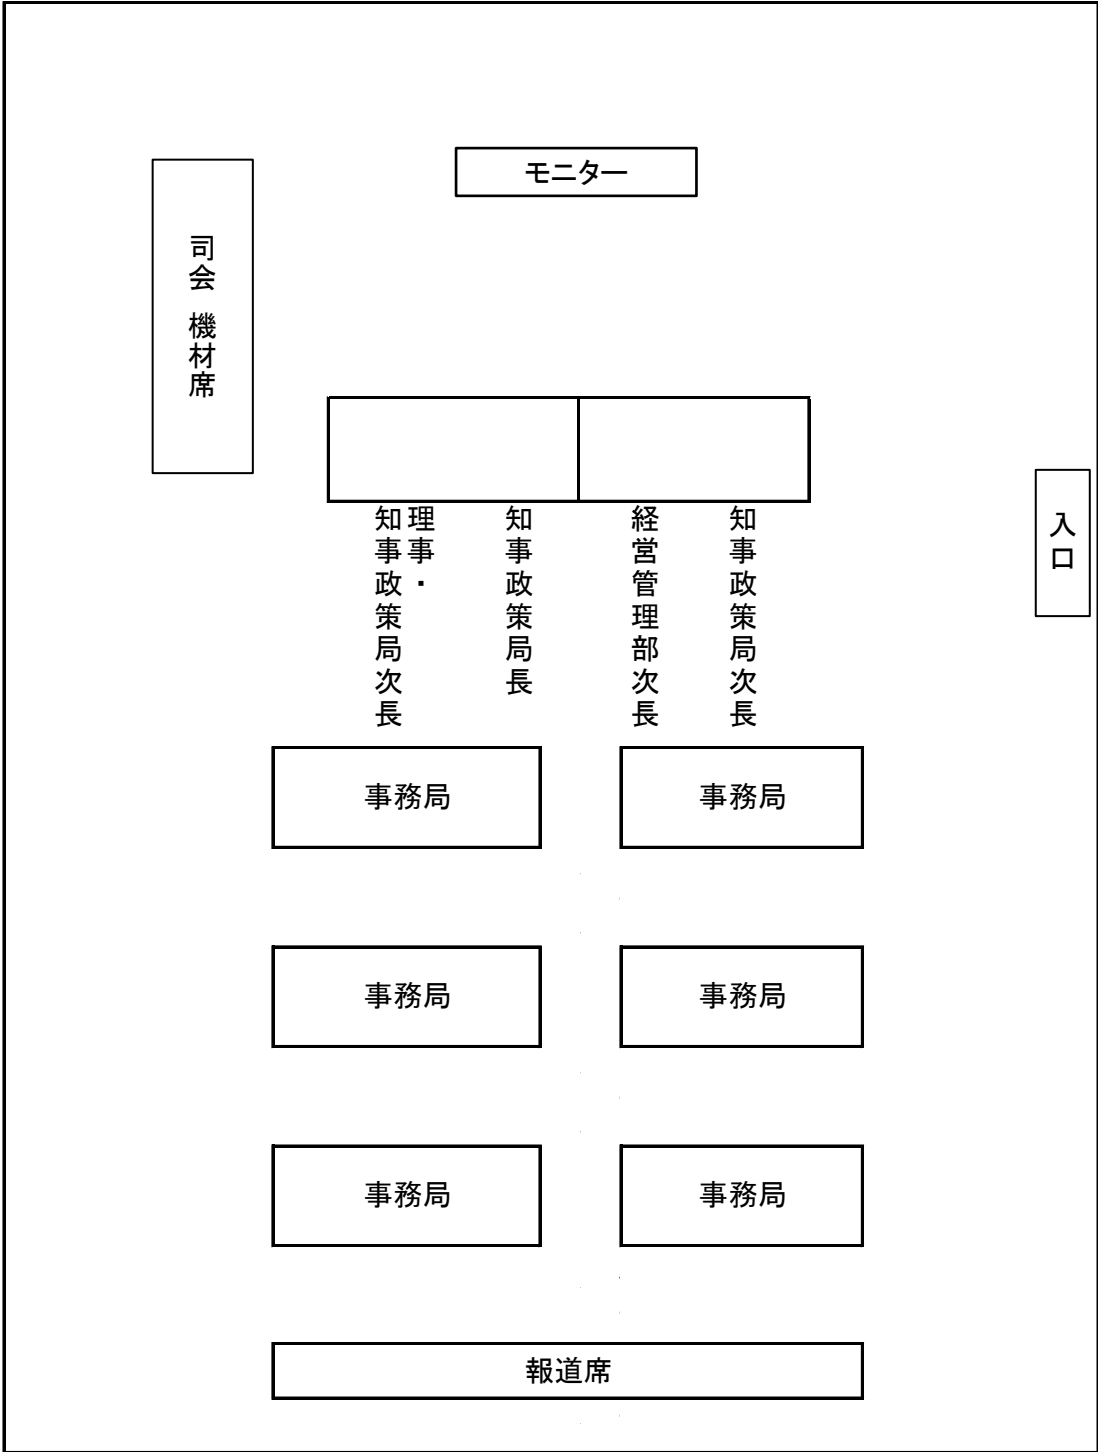 モニター
司会 機材席
入口
理事・
知事政策局次長
知事政策局長
経営管理部次長
知事政策局次長
事務局
事務局
事務局
事務局
事務局
事務局
報道席